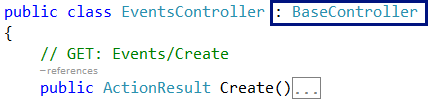 public class EventsController : BaseController
{
// GET: Events/Create
- references
public ActionResult Create()...